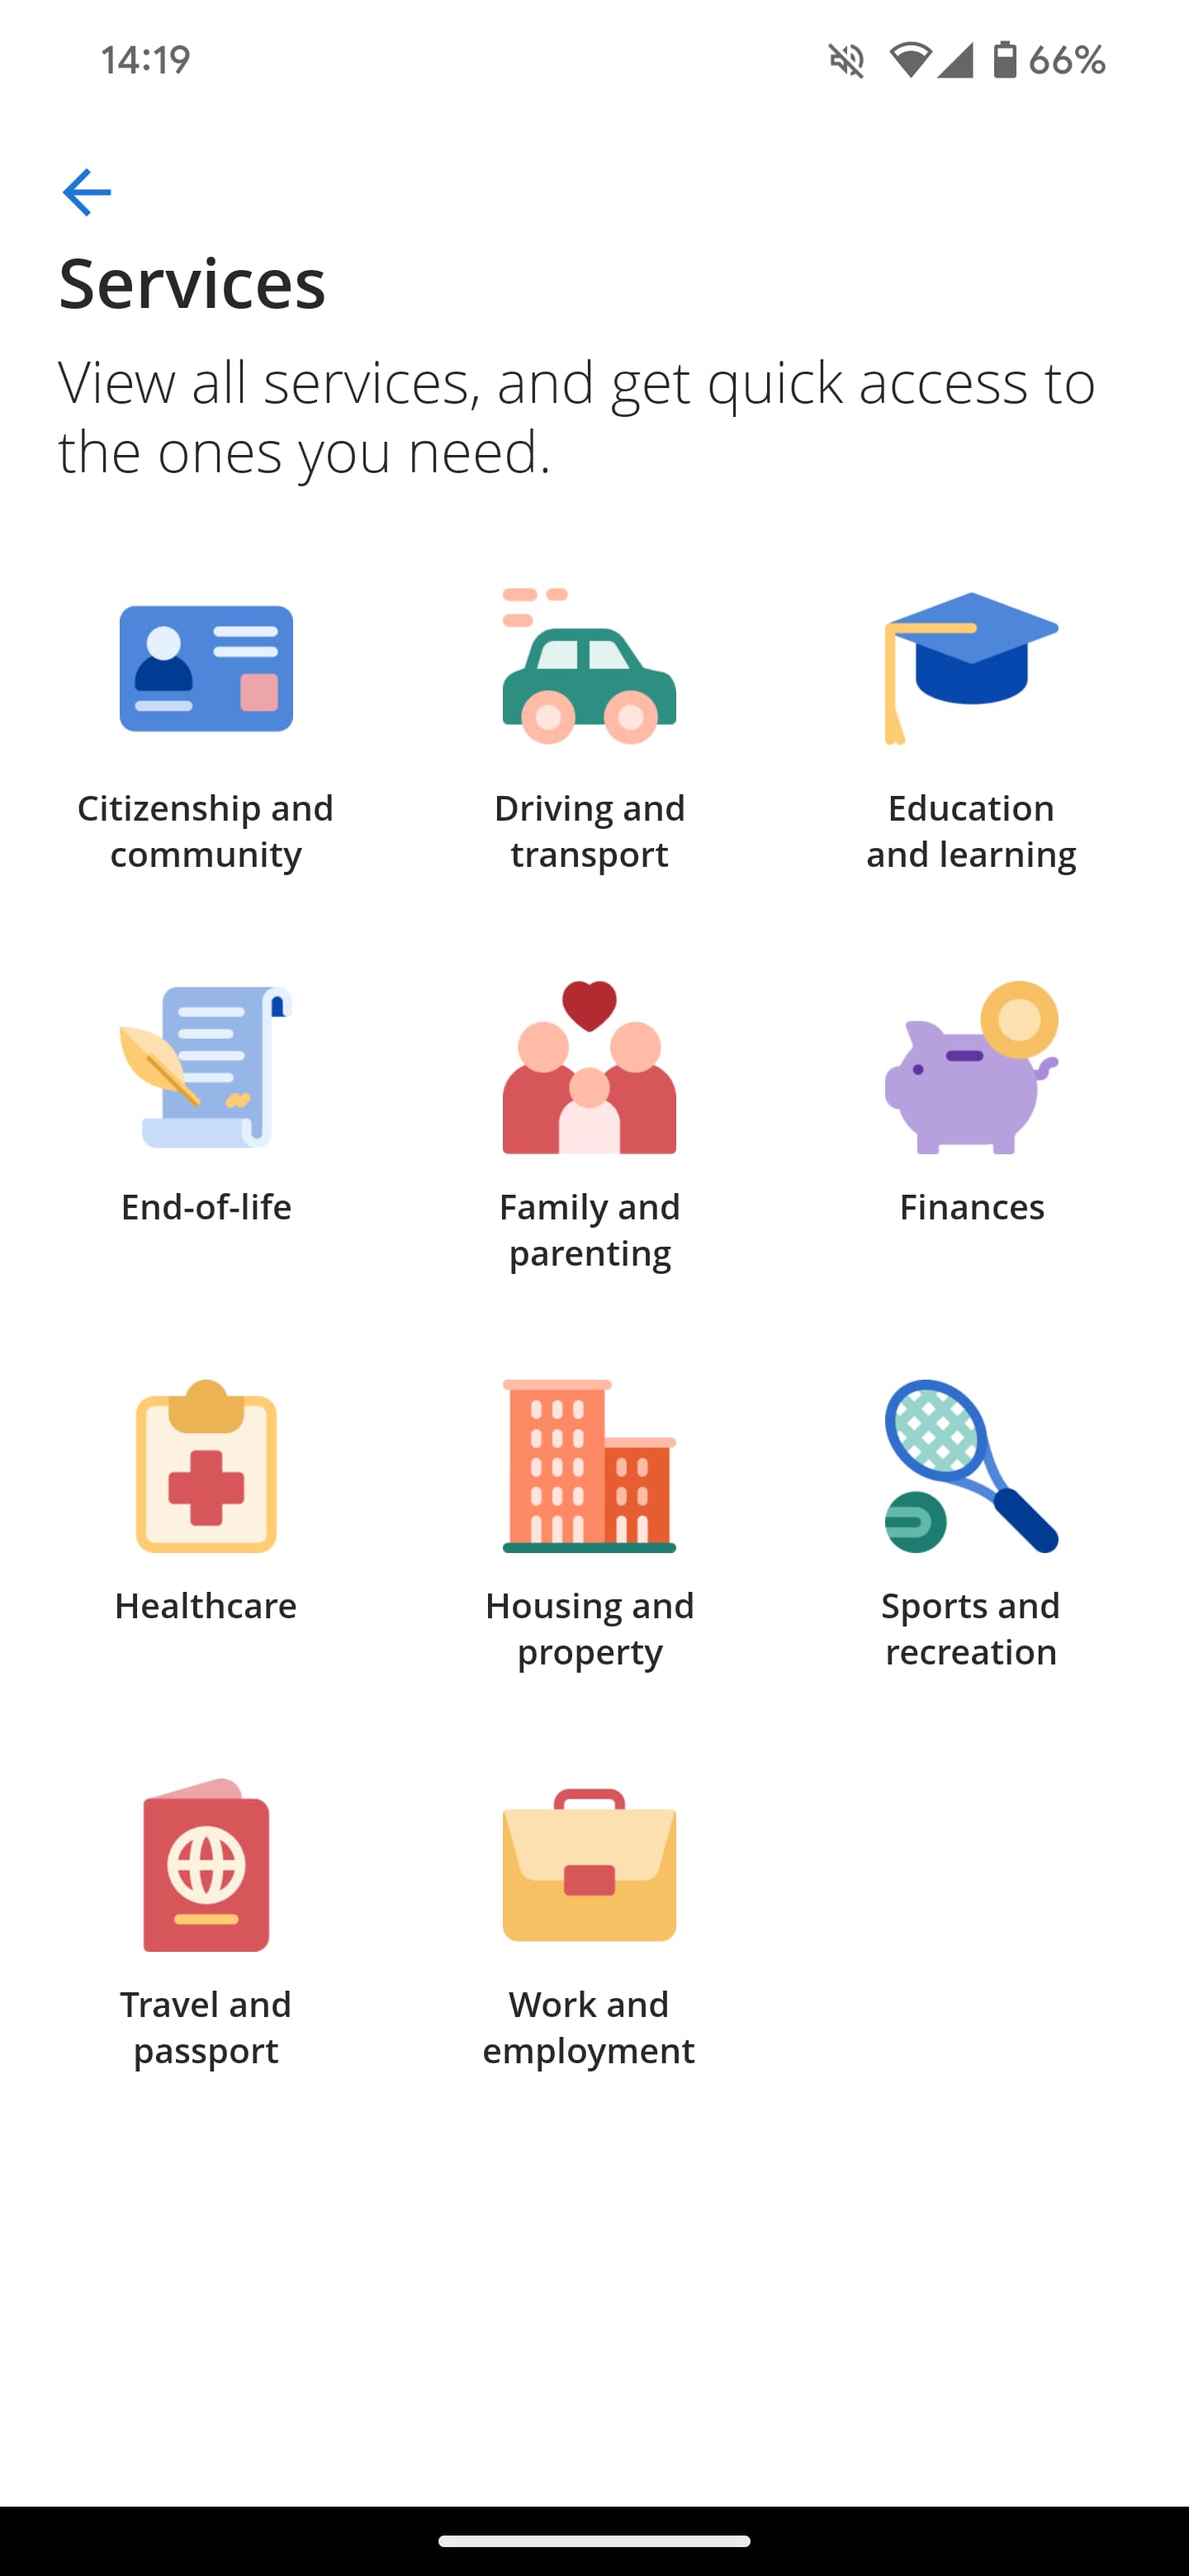 14:19
66%
Services
View all services, and get quick access to
the ones you need.
Citizenship and
community
Driving and
transport
Education
and learning
End-of-life
Family and
parenting
Finances
Healthcare
Housing and
property
Sports and
recreation
Travel and
passport
Work and
employment